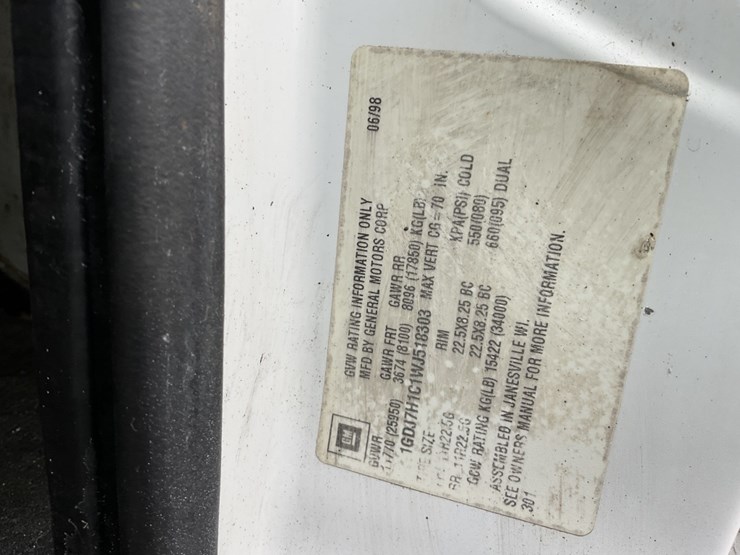 GVW RATING INFORMATION ONLY
MFD BY GENERAL MOTORS CORP 06/98
GM
GVWR GAWR FRT GAWR RR
(25950) 3674 (8100) 8096 (17850) KG(LB)
1GDJ7H1C1WJ518303 MAX VERT CG=70 IN.
SIZE RIM KPA(PSI) COLD
22.5X8.25 BC 550(080)
RR 11R22.5G 22.5X8.25 BC 660(095) DUAL
GCW RATING KG(LB) 15422 (34000)
ASSEMBLED IN JANESVILLE WI.
SEE OWNERS MANUAL FOR MORE INFORMATION.
301